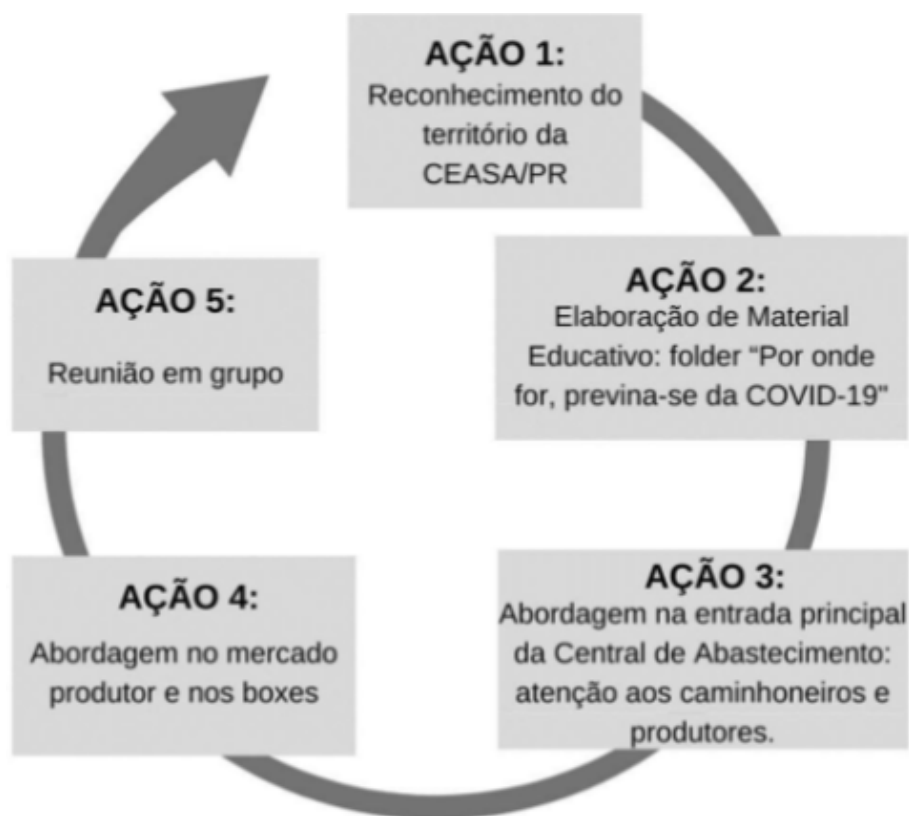 AÇÃO 1:
Reconhecimento do
território da
CEASA/PR
AÇÃO 2:
Elaboração de Material
Educativo: folder “Por onde
for, previna-se da COVID-19"
AÇÃO 3:
Abordagem na entrada principal
da Central de Abastecimento:
atenção aos caminhoneiros e
produtores.
AÇÃO 4:
Abordagem no mercado
produtor e nos boxes
AÇÃO 5:
Reunião em grupo